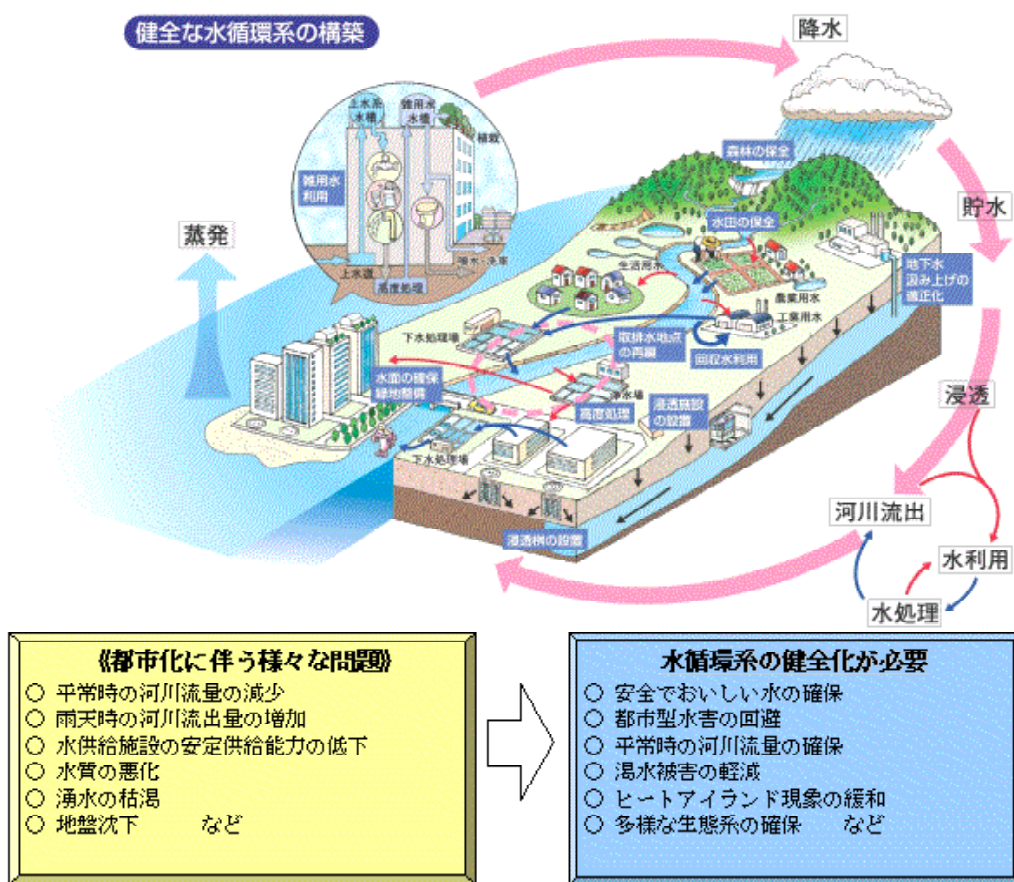 健全な水循環系の構築
降水
上水系
水槽
雑用水
水槽
植栽
森林の保全
雑用水
利用
貯水
蒸発
水田の保全
生活用水
地下水
汲み上げの
適正化
上水道
散水・洗車
高度処理
農業用水
工業用水
下水処理場
取排水地点
の再編
回収水利用
水面の確保
緑地整備
浄水場
高度処理
浸透施設
の設置
浸透
下水処理場
河川流出
浸透桝の設置
水利用
水処理
《都市化に伴う様々な問題》
○ 平常時の河川流量の減少
○ 雨天時の河川流出量の増加
○ 水供給施設の安定供給能力の低下
○ 水質の悪化
○ 湧水の枯渇
○ 地盤沈下 など
水循環系の健全化が必要
○ 安全でおいしい水の確保
○ 都市型水害の回避
○ 平常時の河川流量の確保
○ 渇水被害の軽減
○ ヒートアイランド現象の緩和
○ 多様な生態系の確保 など